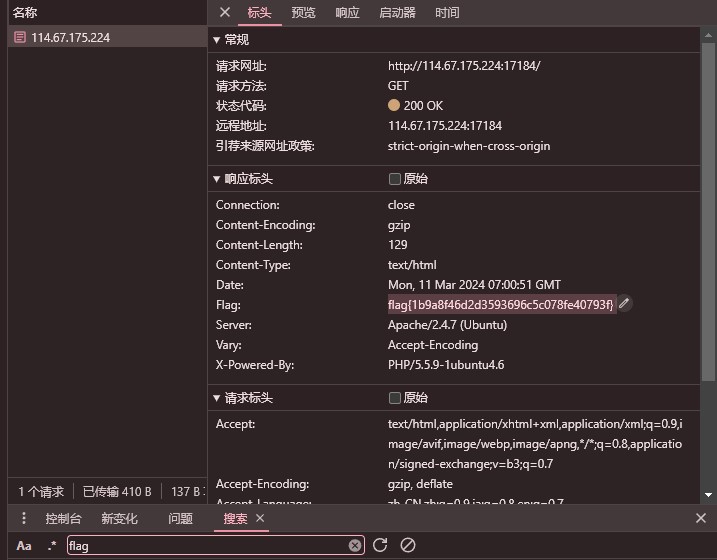 名称
标头 预览 响应 启动器 时间
114.67.175.224
常规
请求网址: http://114.67.175.224:17184/
请求方法: GET
状态代码: 200 OK
远程地址: 114.67.175.224:17184
引荐来源网址政策: strict-origin-when-cross-origin
响应标头 原始
Connection: close
Content-Encoding: gzip
Content-Length: 129
Content-Type: text/html
Date: Mon, 11 Mar 2024 07:00:51 GMT
Flag: flag{1b9a8f46d2d3593696c5c078fe40793f}
Server: Apache/2.4.7 (Ubuntu)
Vary: Accept-Encoding
X-Powered-By: PHP/5.5.9-1ubuntu4.6
请求标头 原始
Accept: text/html,application/xhtml+xml,application/xml;q=0.9,i
mage/avif,image/webp,image/apng,*/*;q=0.8,applicatio
n/signed-exchange;v=b3;q=0.7
Accept-Encoding: gzip, deflate
Accept-Language:
1 个请求 已传输 410 B 137 B
控制台 新变化 问题 搜索
Aa .* flag